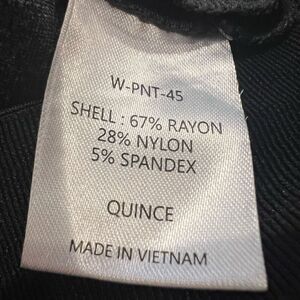 W-PNT-45
SHELL : 67% RAYON
28% NYLON
5% SPANDEX
QUINCE
MADE IN VIETNAM